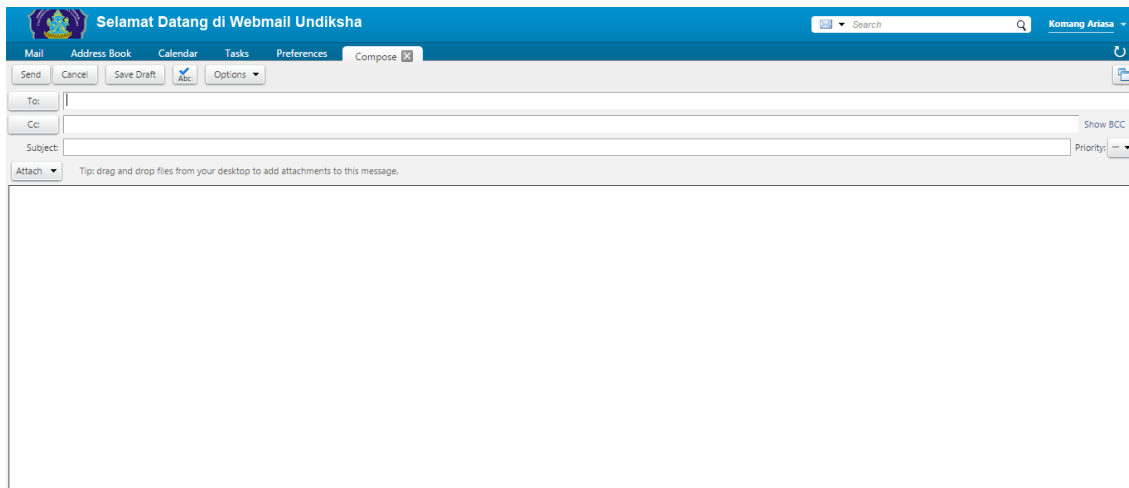 Selamat Datang di Webmail Undiksha
Search
Komang Ariasa
Mail Address Book Calendar Tasks Preferences Compose
Send Cancel Save Draft Abc Options
To:
Cc: Show BCC
Subject: Priority:
Attach Tip: drag and drop files from your desktop to add attachments to this message.